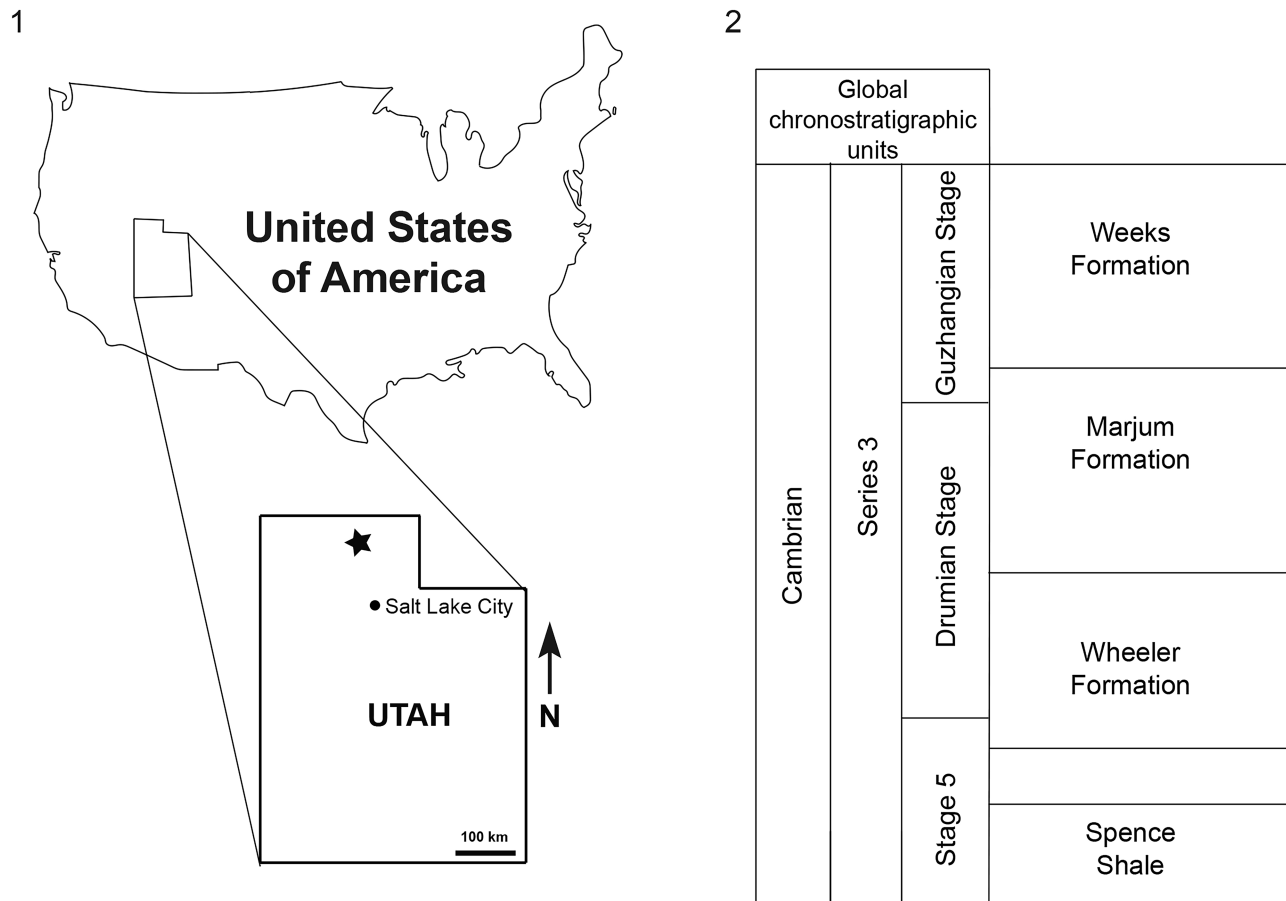 1
United States
of America
Salt Lake City
UTAH
N
100 km
2
Global
chronostratigraphic
units
Cambrian
Series 3
Guzhangian Stage
Drumian Stage
Stage 5
Weeks
Formation
Marjum
Formation
Wheeler
Formation
Spence
Shale